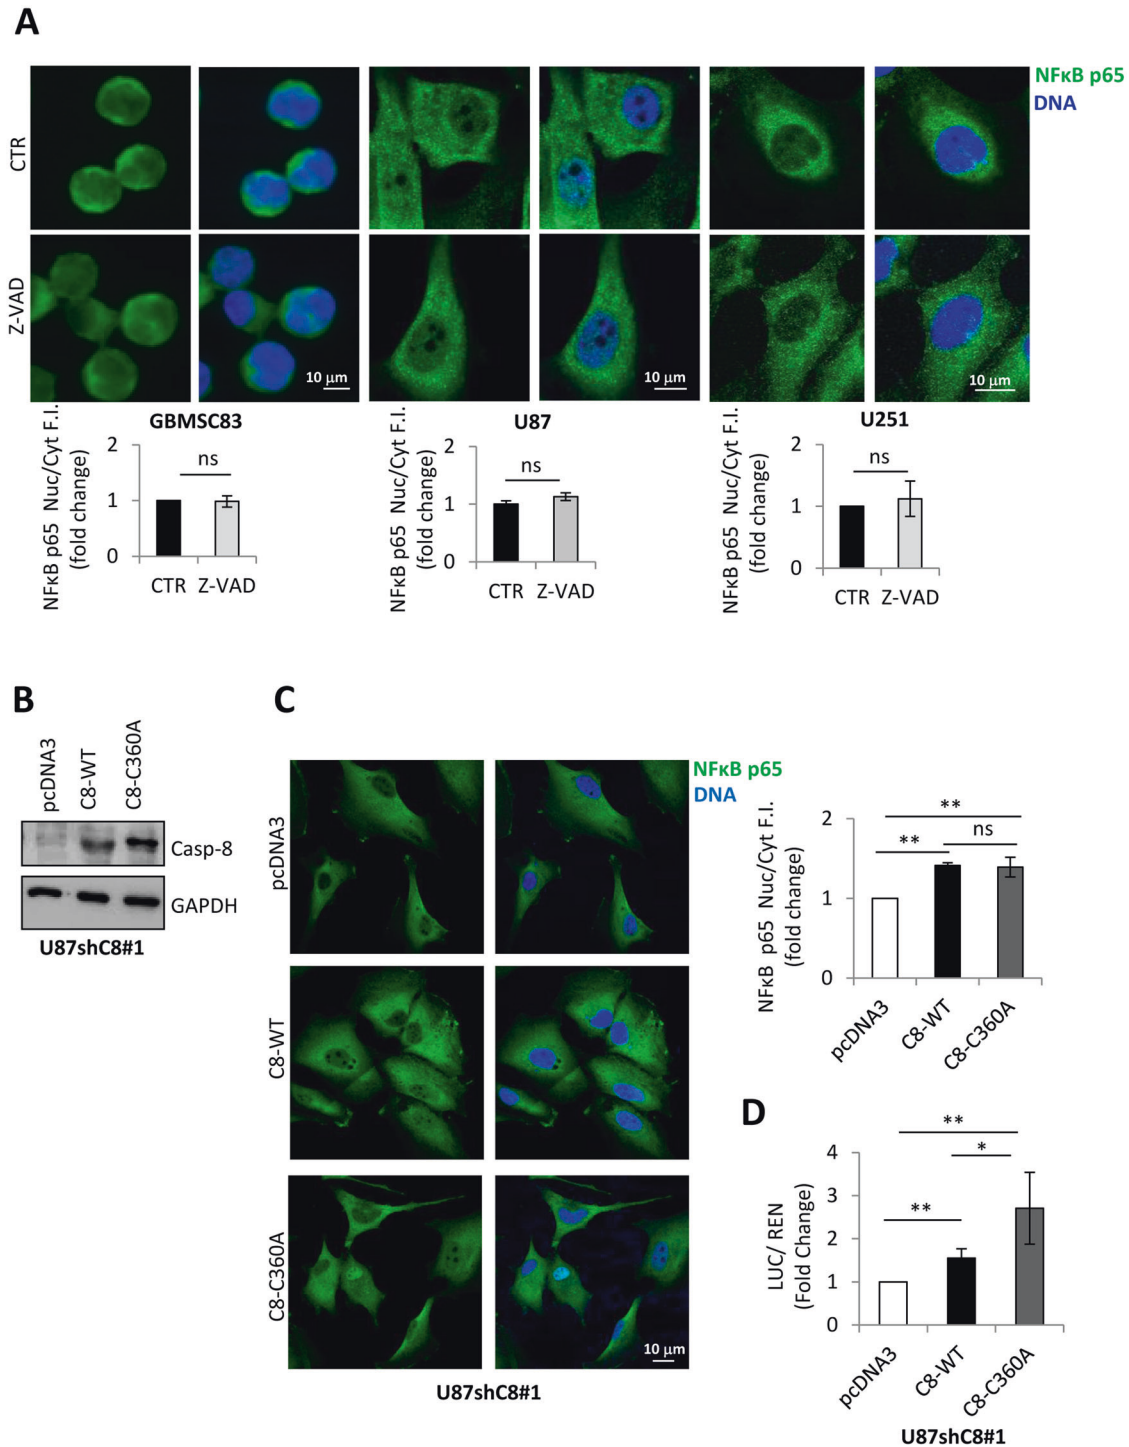 A
NFκB p65
DNA
CTR
Z-VAD
10 μm
10 μm
10 μm
GBMSC83
U87
U251
NFκB p65 Nuc/Cyt F.I.
(fold change)
2
1
0
ns
CTR Z-VAD
NFκB p65 Nuc/Cyt F.I.
(fold change)
2
1
0
ns
CTR Z-VAD
NFκB p65 Nuc/Cyt F.I.
(fold change)
2
1
0
ns
CTR Z-VAD
B
pcDNA3
C8-WT
C8-C360A
Casp-8
GAPDH
U87shC8#1
C
NFκB p65
DNA
pcDNA3
C8-WT
C8-C360A
10 μm
U87shC8#1
NFκB p65 Nuc/Cyt F.I.
(fold change)
2
1
0
**
**
ns
pcDNA3
C8-WT
C8-C360A
D
LUC/ REN
(Fold Change)
4
3
2
1
0
**
*
**
pcDNA3
C8-WT
C8-C360A
U87shC8#1